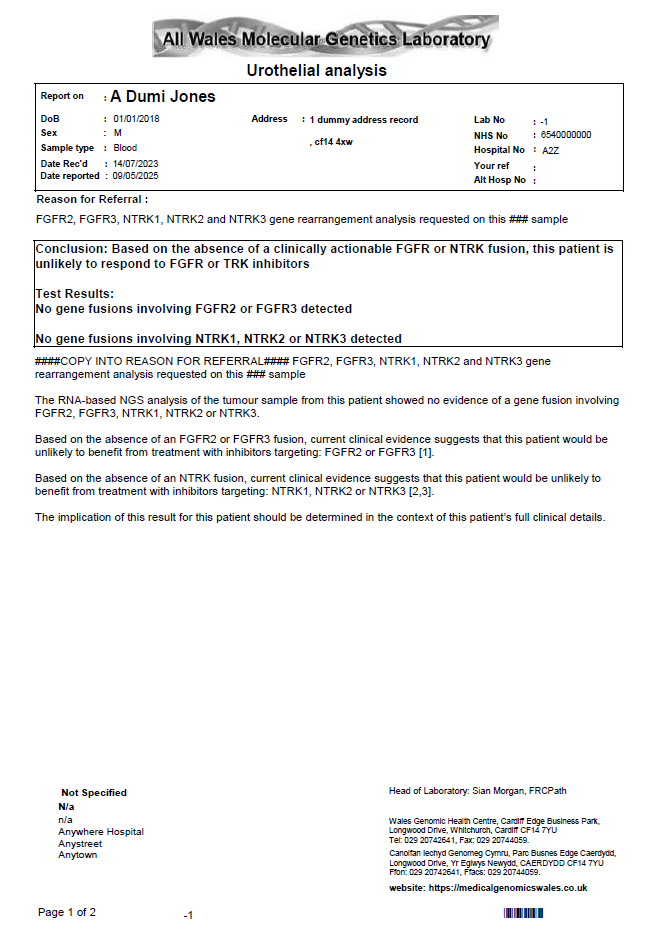 All Wales Molecular Genetics Laboratory
Urothelial analysis
Report on : A Dumi Jones
DoB : 01/01/2018 Address : 1 dummy address record Lab No : -1
Sex : M NHS No : 6540000000
Sample type : Blood , cf14 4xw Hospital No : A2Z
Date Rec'd : 14/07/2023 Your ref :
Date reported : 09/05/2025 Alt Hosp No :
Reason for Referral :
FGFR2, FGFR3, NTRK1, NTRK2 and NTRK3 gene rearrangement analysis requested on this ### sample
Conclusion: Based on the absence of a clinically actionable FGFR or NTRK fusion, this patient is
unlikely to respond to FGFR or TRK inhibitors
Test Results:
No gene fusions involving FGFR2 or FGFR3 detected
No gene fusions involving NTRK1, NTRK2 or NTRK3 detected
####COPY INTO REASON FOR REFERRAL#### FGFR2, FGFR3, NTRK1, NTRK2 and NTRK3 gene
rearrangement analysis requested on this ### sample
The RNA-based NGS analysis of the tumour sample from this patient showed no evidence of a gene fusion involving
FGFR2, FGFR3, NTRK1, NTRK2 or NTRK3.
Based on the absence of an FGFR2 or FGFR3 fusion, current clinical evidence suggests that this patient would be
unlikely to benefit from treatment with inhibitors targeting: FGFR2 or FGFR3 [1].
Based on the absence of an NTRK fusion, current clinical evidence suggests that this patient would be unlikely to
benefit from treatment with inhibitors targeting: NTRK1, NTRK2 or NTRK3 [2,3].
The implication of this result for this patient should be determined in the context of this patient's full clinical details.
Not Specified
N/a
n/a
Anywhere Hospital
Anystreet
Anytown
Head of Laboratory: Sian Morgan, FRCPath
Wales Genomic Health Centre, Cardiff Edge Business Park,
Longwood Drive, Whitchurch, Cardiff CF14 7YU
Tel: 029 20742641, Fax: 029 20744059.
Canolfan Iechyd Genomeg Cymru, Parc Busnes Edge Caerdydd,
Longwood Drive, Yr Eglwys Newydd, CAERDYDD CF14 7YU
Ffon: 029 20742641, Ffacs: 029 20744059.
website: https://medicalgenomicswales.co.uk
Page 1 of 2 -1